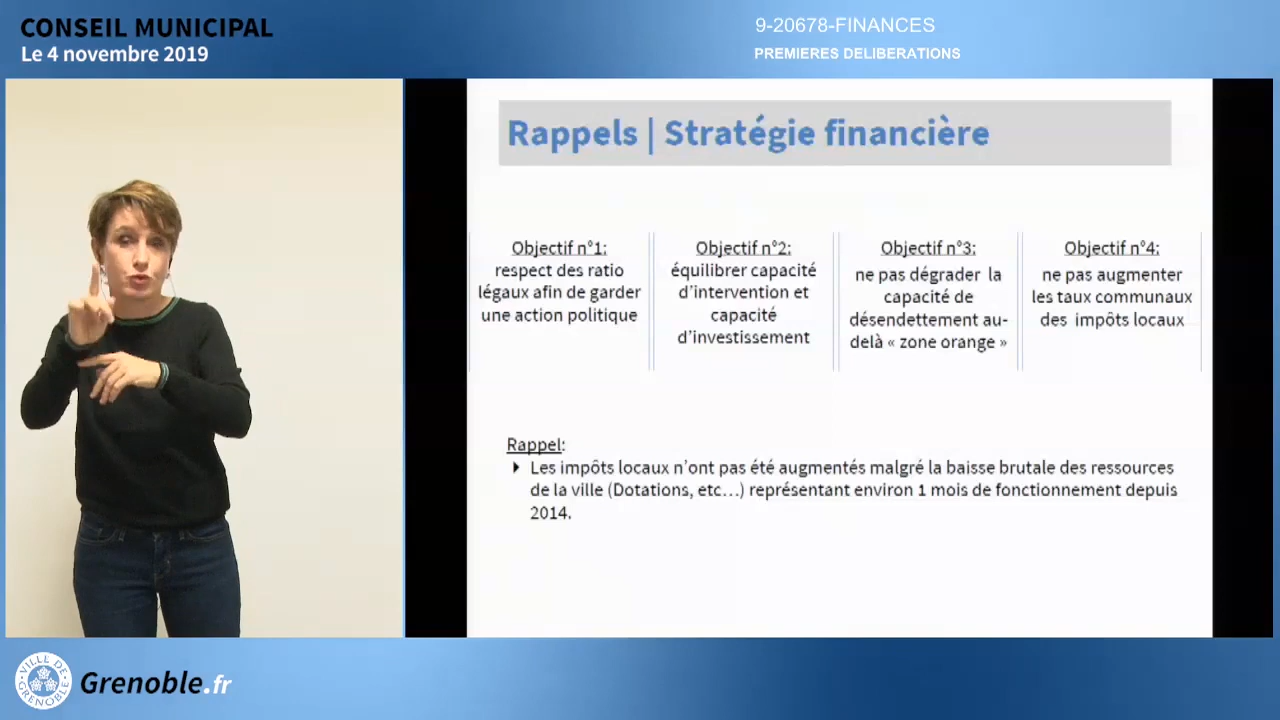 CONSEIL MUNICIPAL
Le 4 novembre 2019
9-20678-FINANCES
PREMIERES DELIBERATIONS
Rappels | Stratégie financière
Objectif n°1:
respect des ratio
légaux afin de garder
une action politique
Objectif n°2:
équilibrer capacité
d'intervention et
capacité
d'investissement
Objectif n°3:
ne pas dégrader la
capacité de
désendettement au-
delà « zone orange »
Objectif n°4:
ne pas augmenter
les taux communaux
des impôts locaux
Rappel:
Les impôts locaux n'ont pas été augmentés malgré la baisse brutale des ressources
de la ville (Dotations, etc…) représentant environ 1 mois de fonctionnement depuis
2014.
VILLE DE
GRENOBLE
Grenoble.fr